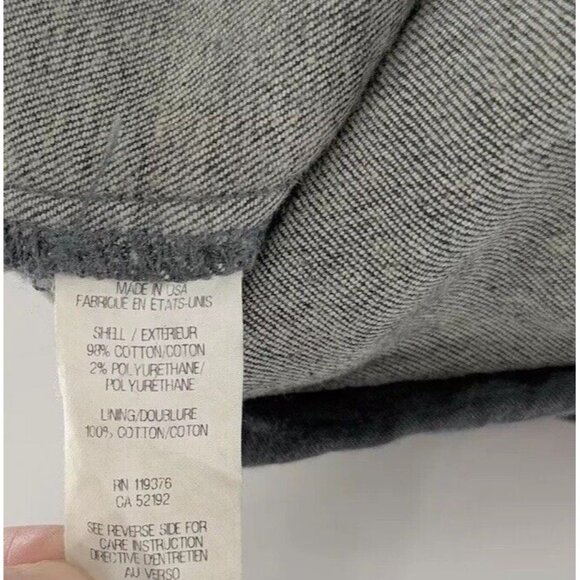 MADE IN USA
FABRIQUÉ EN ETATS-UNIS
SHELL / EXTERIEUR
98% COTTON/COTON
2% POLYURETHANE/
POLYURETHANE
LINING/DOUBLURE
100% COTTON/COTON
RN 119376
CA 52192
SEE REVERSE SIDE FOR
CARE INSTRUCTION
DIRECTIVE D'ENTRETIEN
AU VERSO